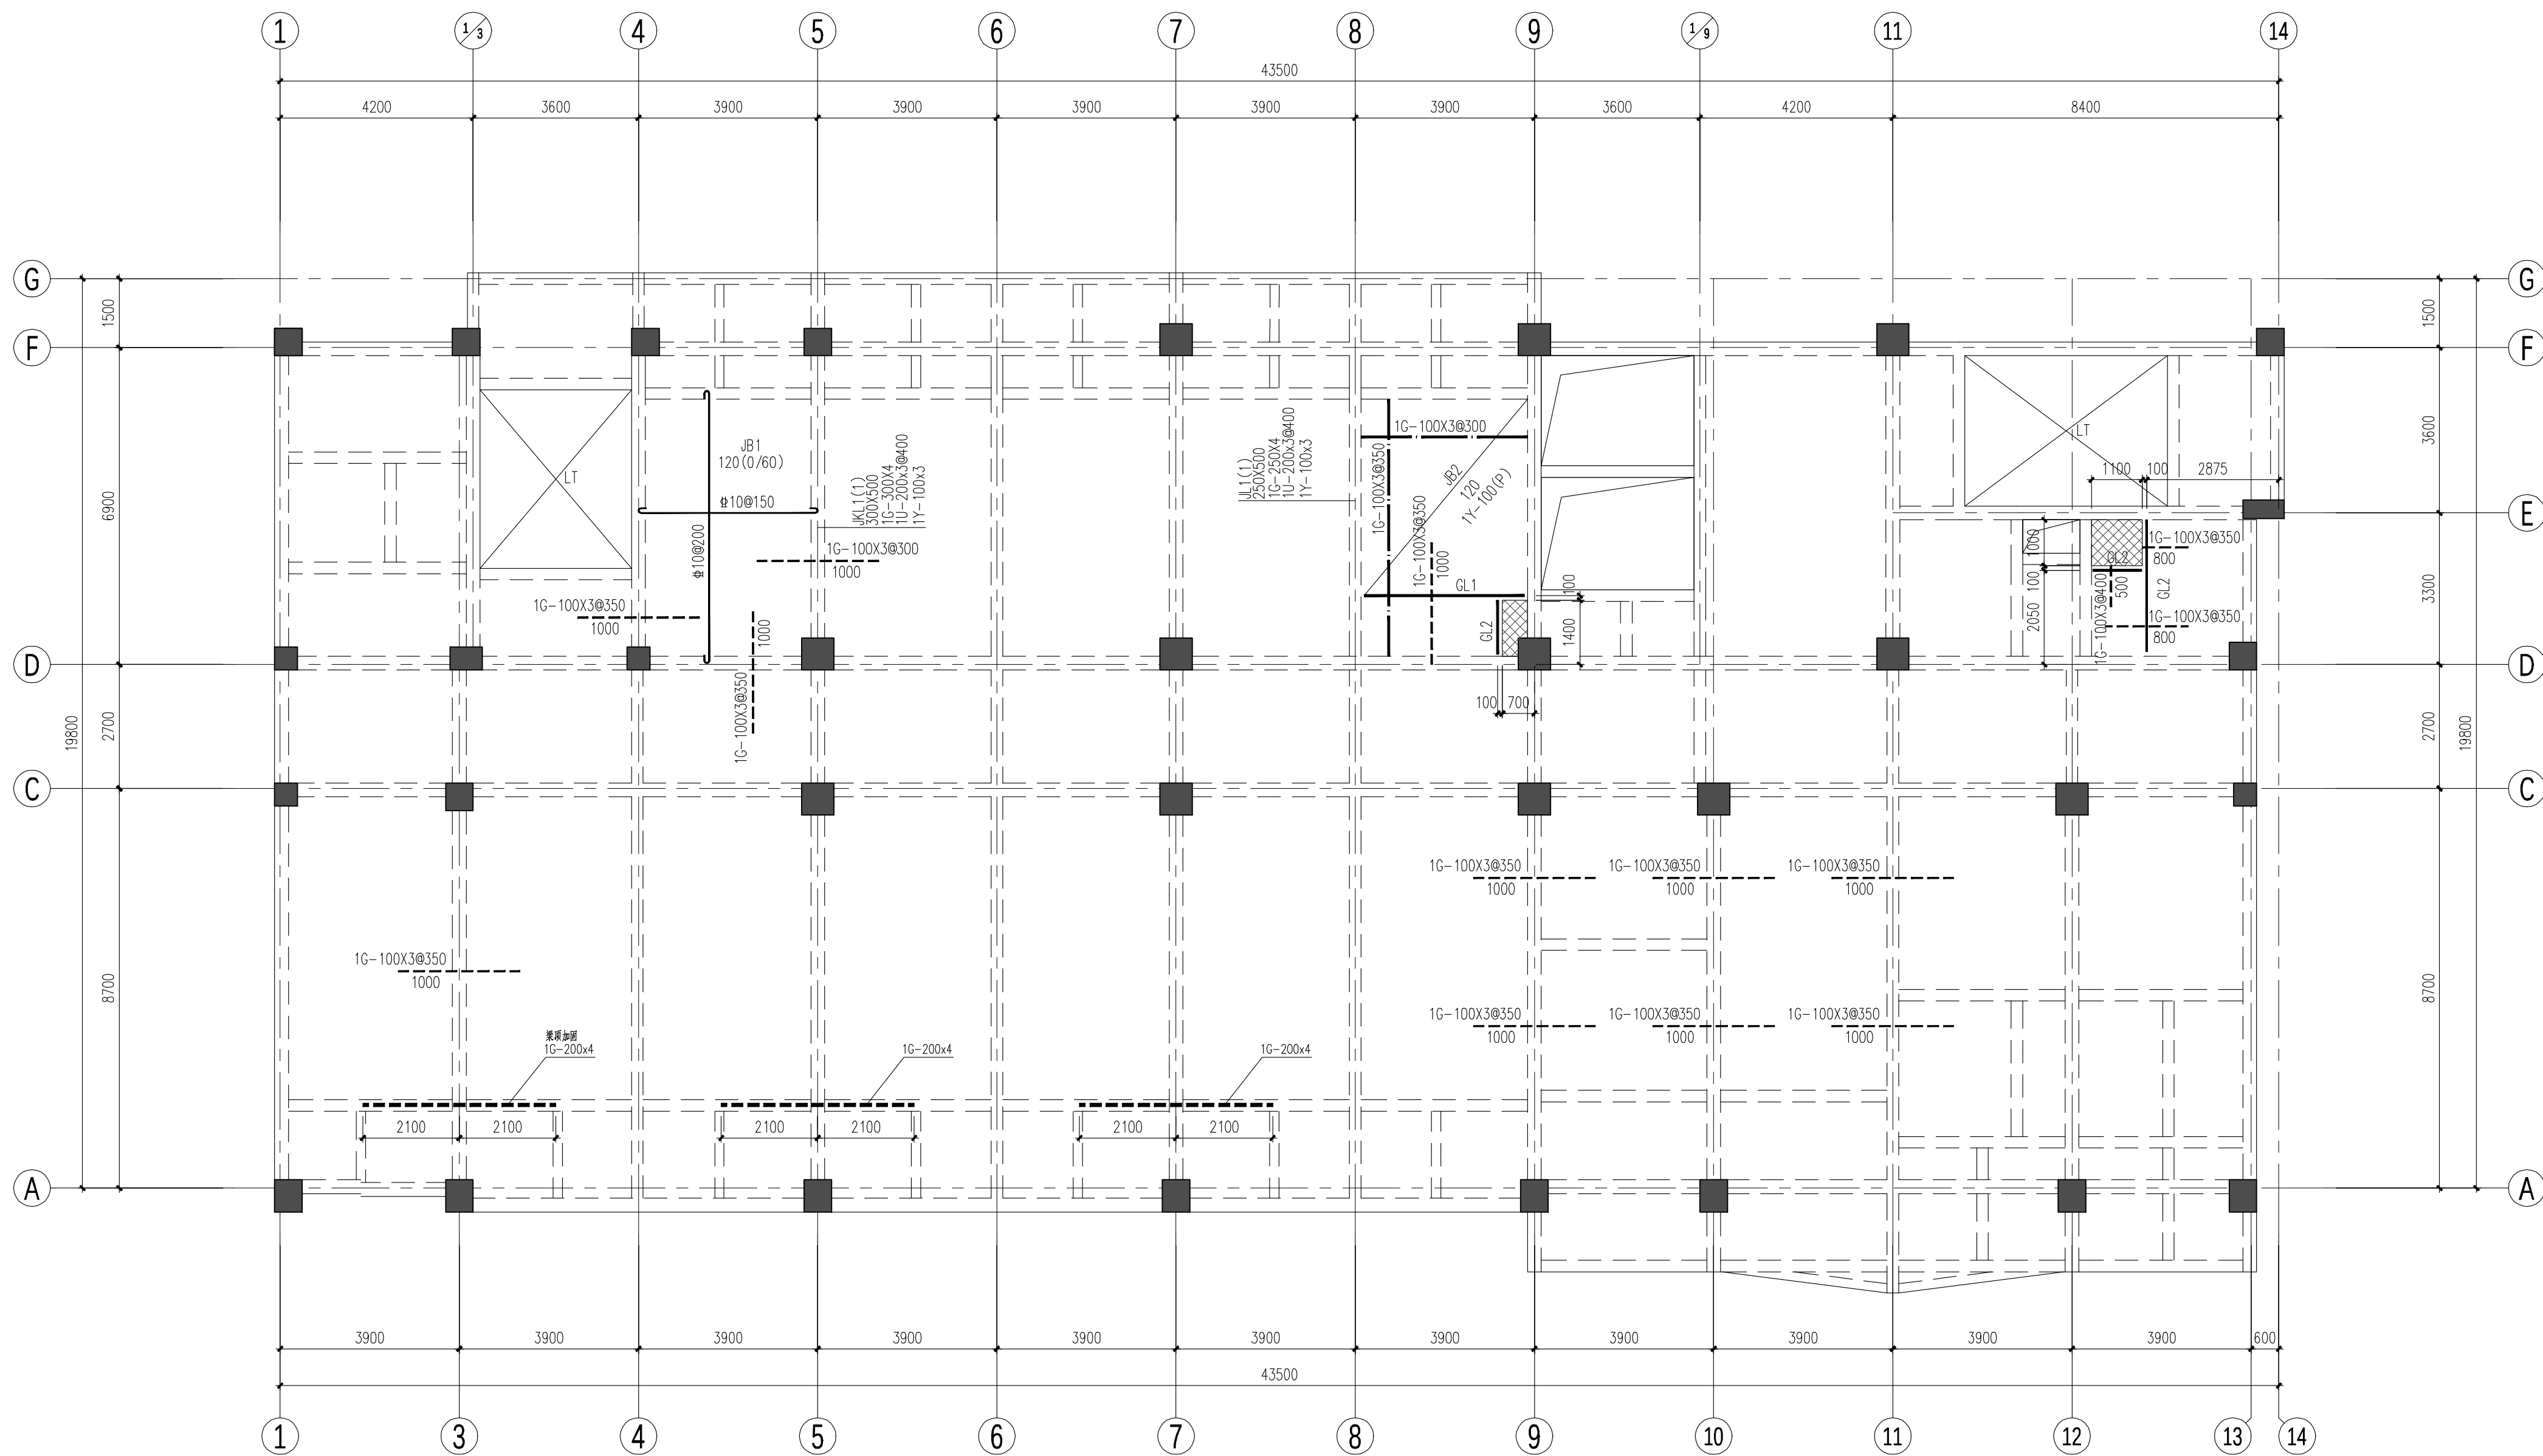 1
1/3
4
5
6
7
8
9
1/9
11
14
43500
4200
3600
3900
3900
3900
3900
3900
3600
4200
8400
G
G
1500
1500
F
F
1G-100X3@300
1G-100X3@350
JB1
120(0/60)
JKL1(1)
300X500
1G-300X4
1U-200x3@400
1Y-100x3
JL1(1)
250X500
1G-250X4
1U-200x3@400
1Y-100x3
JB2
120
1Y-100(P)
LT
LT
6900
3600
⌀10@150
⌀10@200
1100
100
2875
E
E
1G-100X3@300
1000
1G-100X3@350
1000
1G-100X3@350
1000
1G-100X3@350
1000
GL1
GL2
100
1400
100
700
1000
100
2050
GL2
500
1G-100X3@400
GL2
1G-100X3@350
800
1G-100X3@350
800
3300
D
D
19800
2700
2700
19800
C
C
1G-100X3@350
1000
1G-100X3@350
1000
1G-100X3@350
1000
1G-100X3@350
1000
8700
8700
1G-100X3@350
1000
1G-100X3@350
1000
1G-100X3@350
1000
梁顶加固
1G-200x4
1G-200x4
1G-200x4
2100
2100
2100
2100
2100
2100
A
A
3900
3900
3900
3900
3900
3900
3900
3900
3900
3900
3900
600
43500
1
3
4
5
6
7
8
9
10
11
12
13
14